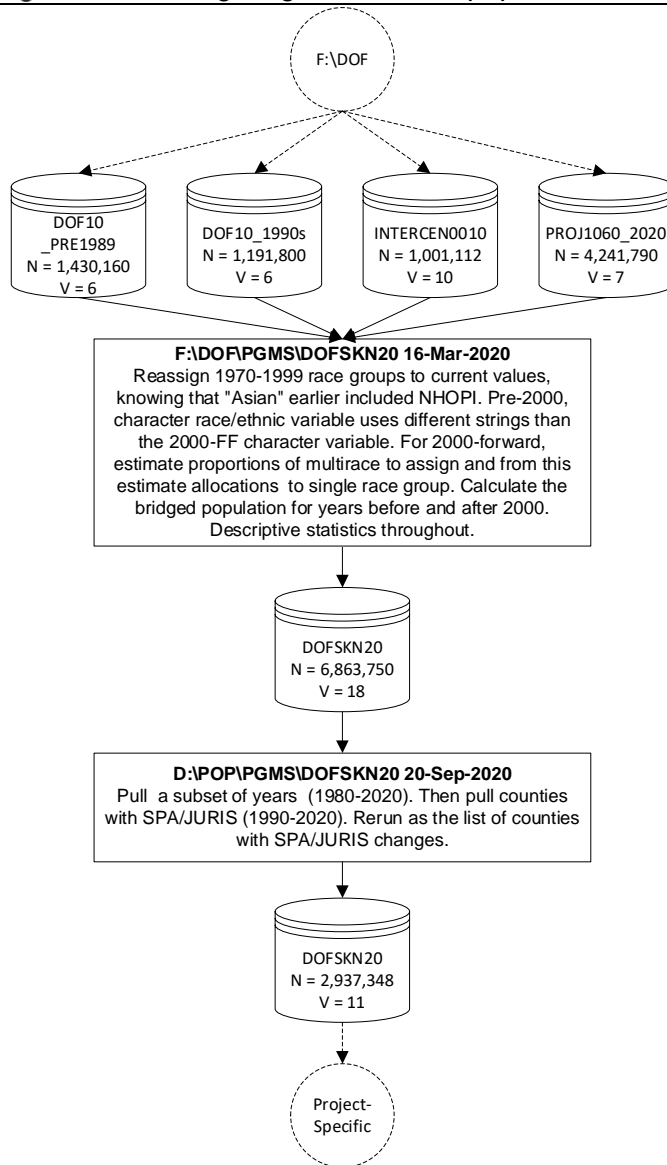 F:\DOF
DOF10
_PRE1989
N = 1,430,160
V = 6
DOF10_1990s
N = 1,191,800
V = 6
INTERCEN0010
N = 1,001,112
V = 10
PROJ1060_2020
N = 4,241,790
V = 7
F:\DOF\PGMS\DOFSKN20 16-Mar-2020
Reassign 1970-1999 race groups to current values,
knowing that "Asian" earlier included NHOPI. Pre-2000,
character race/ethnic variable uses different strings than
the 2000-FF character variable. For 2000-forward,
estimate proportions of multirace to assign and from this
estimate allocations to single race group. Calculate the
bridged population for years before and after 2000.
Descriptive statistics throughout.
DOFSKN20
N = 6,863,750
V = 18
D:\POP\PGMS\DOFSKN20 20-Sep-2020
Pull a subset of years (1980-2020). Then pull counties
with SPA/JURIS (1990-2020). Rerun as the list of counties
with SPA/JURIS changes.
DOFSKN20
N = 2,937,348
V = 11
Project-
Specific